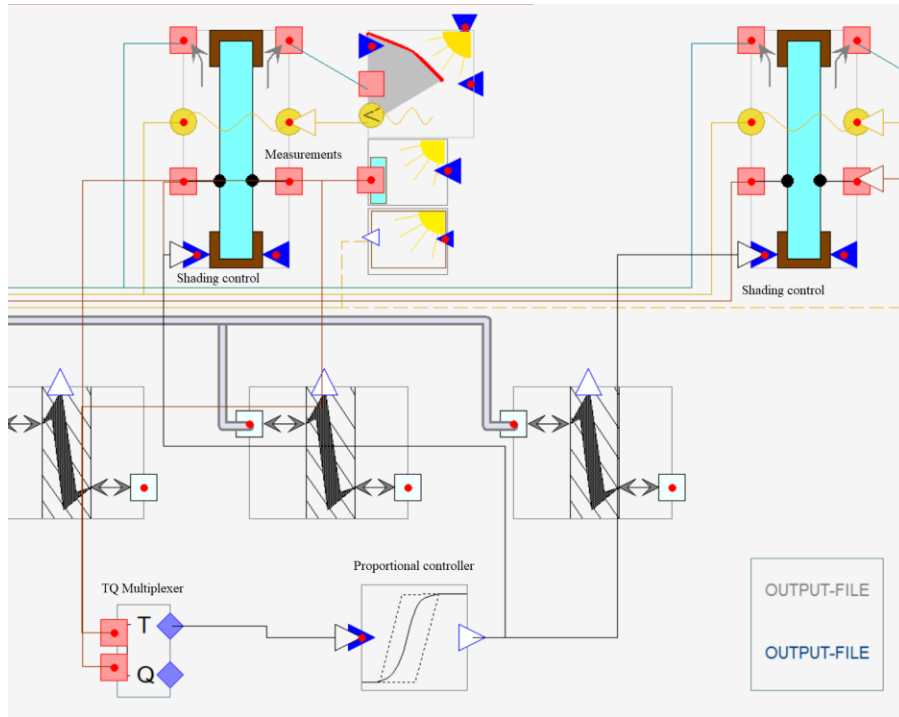 Measurements
Shading control
Shading control
Proportional controller
TQ Multiplexer
T
Q
OUTPUT-FILE
OUTPUT-FILE